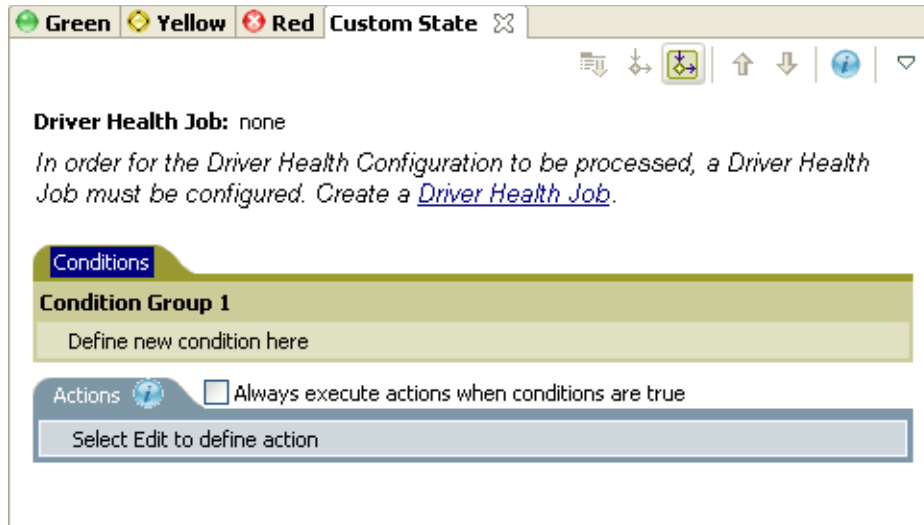 Green Yellow Red Custom State
Driver Health Job: none
In order for the Driver Health Configuration to be processed, a Driver Health
Job must be configured. Create a Driver Health Job.
Conditions
Condition Group 1
Define new condition here
Actions Always execute actions when conditions are true
Select Edit to define action